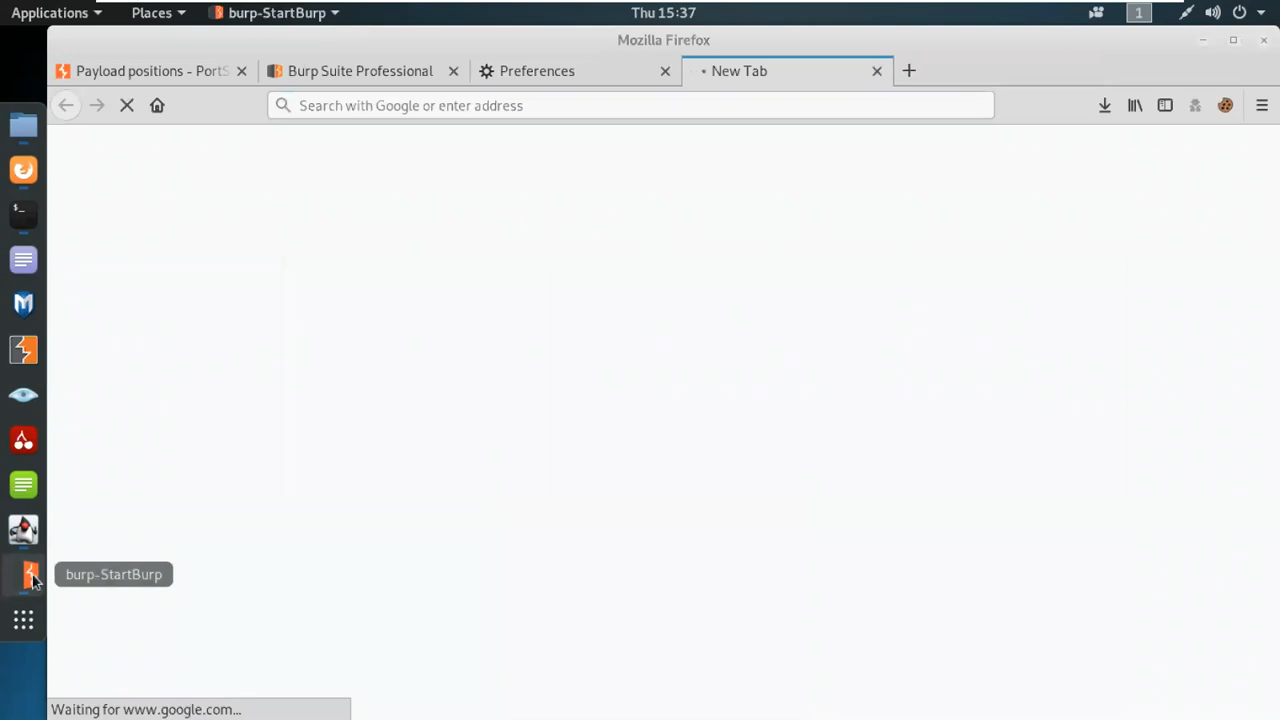 Applications Places burp-StartBurp Thu 15:37 1
Mozilla Firefox
Payload positions - PortS Burp Suite Professional Preferences New Tab
Search with Google or enter address
burp-StartBurp
Waiting for www.google.com...